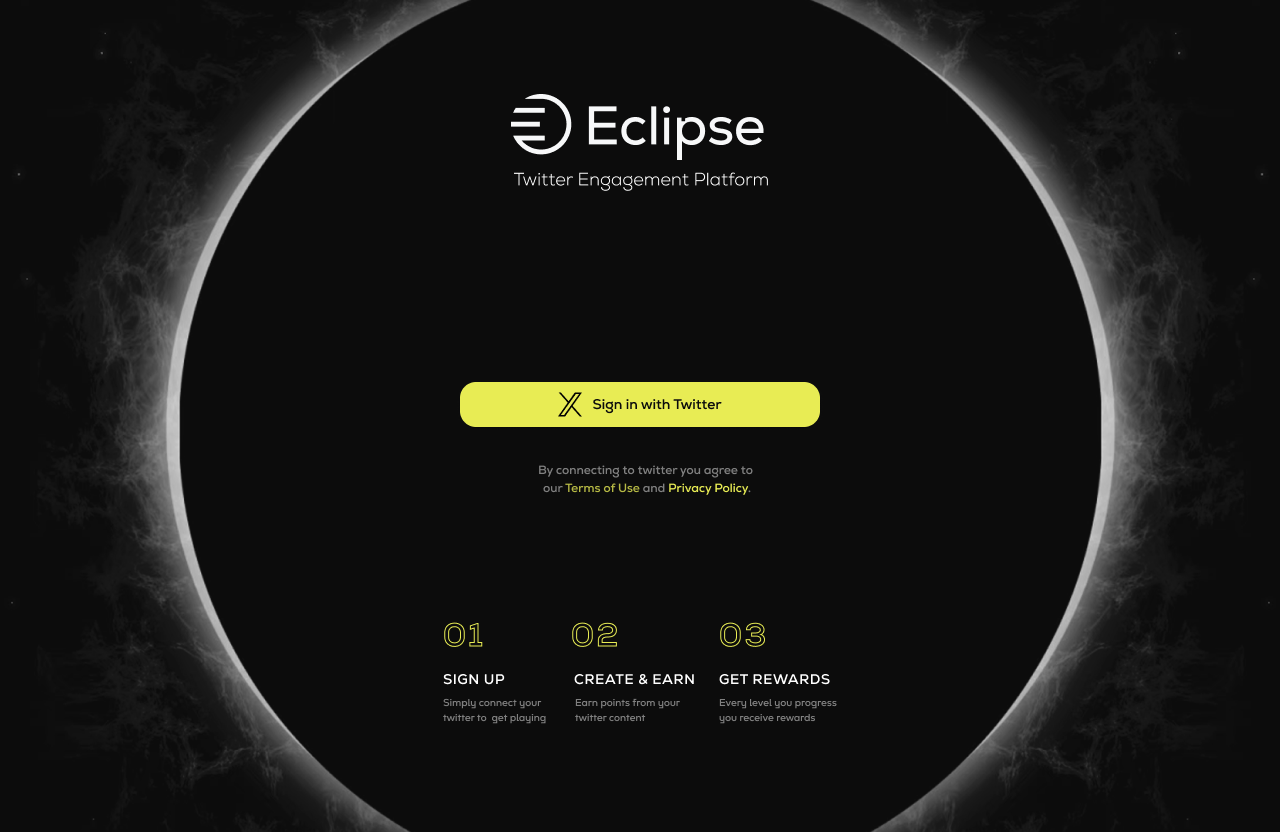 Eclipse
Twitter Engagement Platform
Sign in with Twitter
By connecting to twitter you agree to
our Terms of Use and Privacy Policy.
01
SIGN UP
Simply connect your
twitter to get playing
02
CREATE & EARN
Earn points from your
twitter content
03
GET REWARDS
Every level you progress
you receive rewards